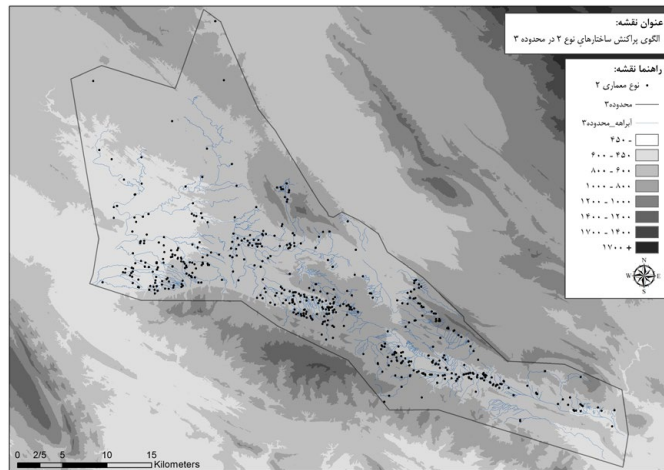 عنوان نقشه:
الگوی پراکنش ساختارهای نوع ۲ در محدوده ۳
راهنما نقشه:
نوع معماری ۲
محدوده۳
آبراهه_محدوده۳
۴۵۰ -
۶۰۰ - ۴۵۰
۸۰۰ - ۶۰۰
۱۰۰۰ - ۸۰۰
۱۲۰۰ - ۱۰۰۰
۱۴۰۰ - ۱۲۰۰
۱۷۰۰ - ۱۴۰۰
۱۷۰۰ +
N
W E
S
0 2/5 5 10 15
Kilometers